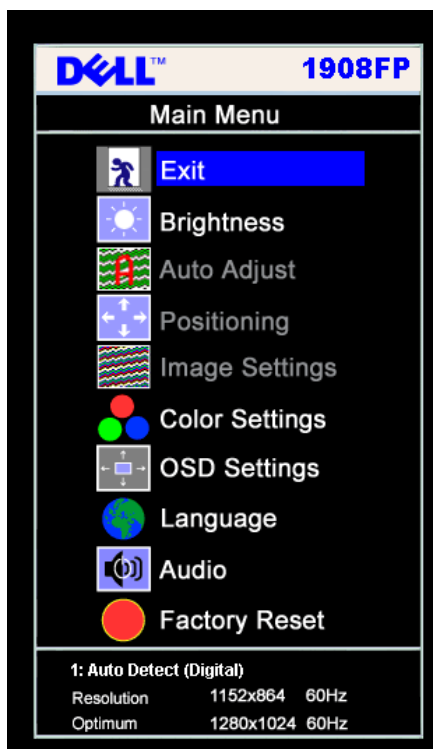 DELL™ 1908FP
Main Menu
Exit
Brightness
Auto Adjust
Positioning
Image Settings
Color Settings
OSD Settings
Language
Audio
Factory Reset
1: Auto Detect (Digital)
Resolution 1152x864 60Hz
Optimum 1280x1024 60Hz